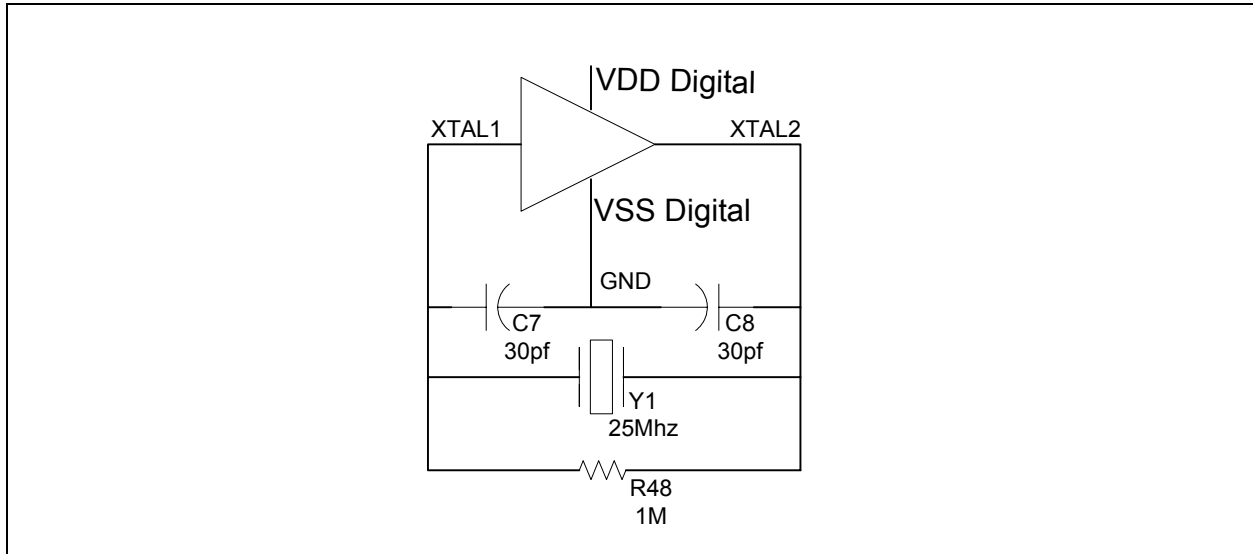 VDD Digital
XTAL1
XTAL2
VSS Digital
GND
C7
30pf
C8
30pf
Y1
25Mhz
R48
1M